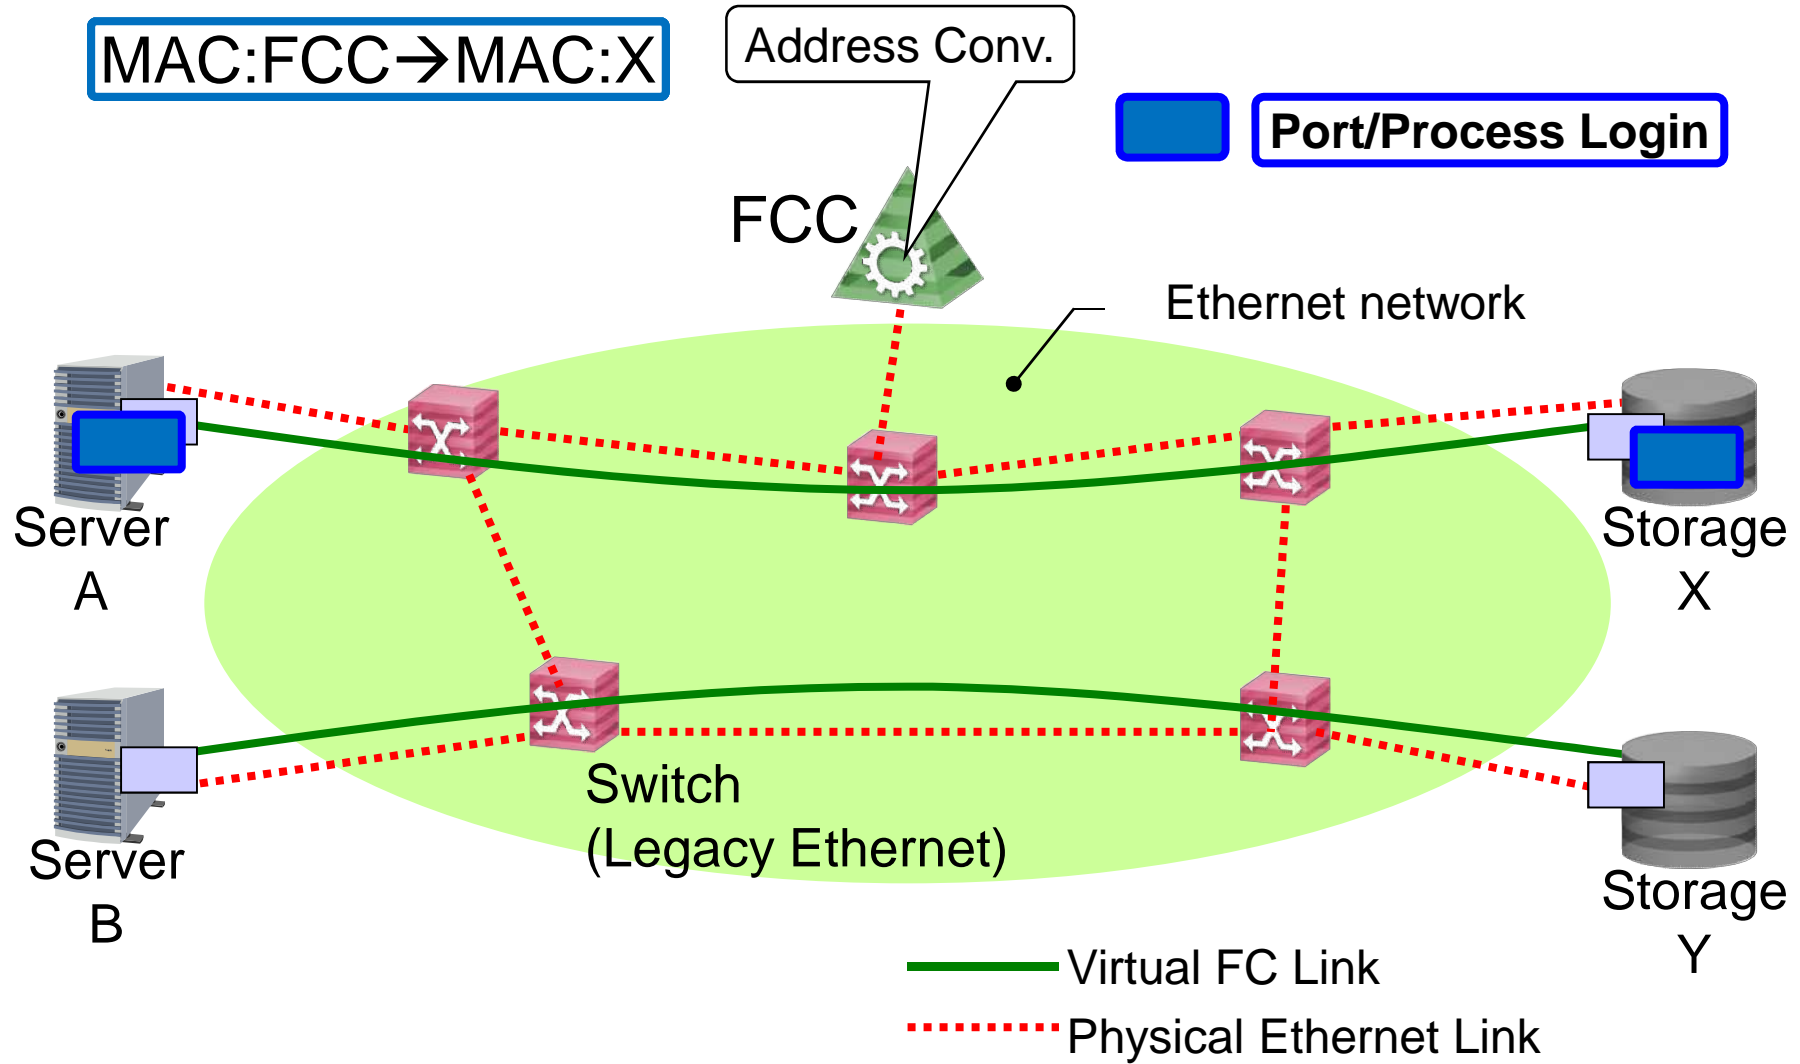 MAC:FCC→MAC:X
Address Conv.
Port/Process Login
FCC
Ethernet network
Server
A
Storage
X
Switch
(Legacy Ethernet)
Server
B
Storage
Y
Virtual FC Link
Physical Ethernet Link